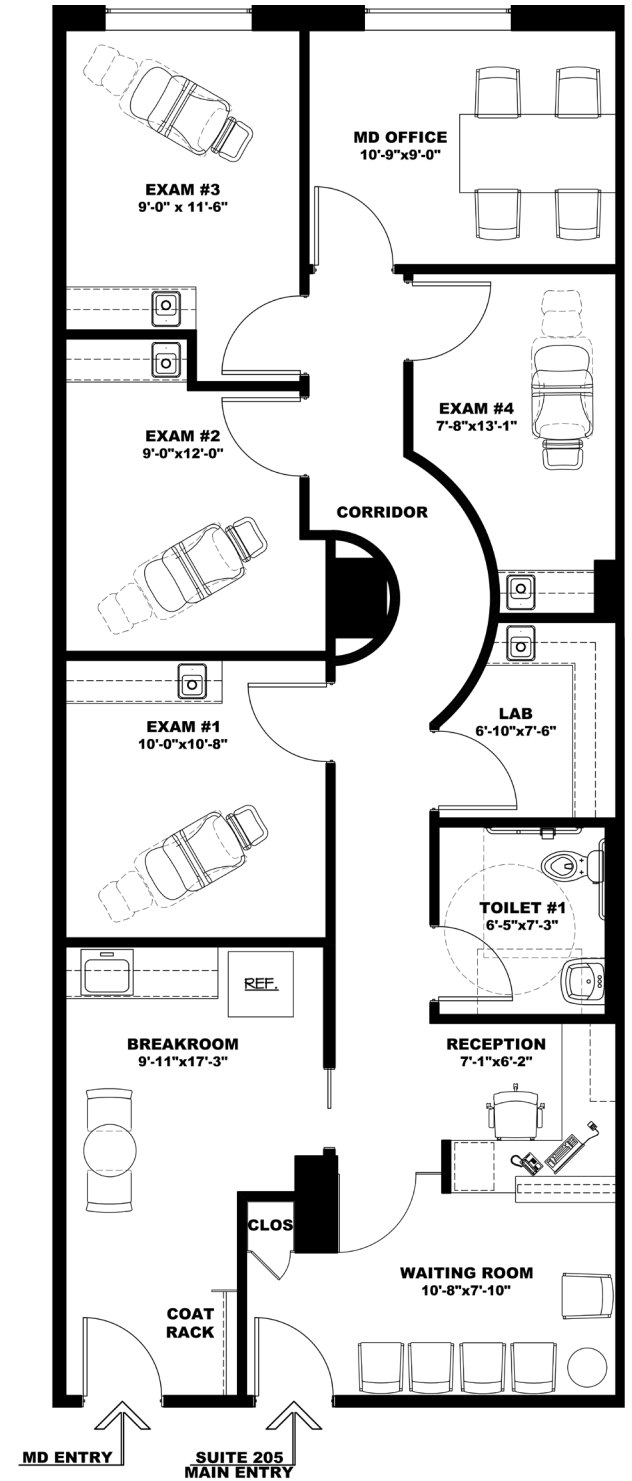 MD OFFICE
10'-9"x9'-0"
EXAM #3
9'-0" x 11'-6"
EXAM #4
7'-8"x13'-1"
EXAM #2
9'-0"x12'-0"
CORRIDOR
LAB
6'-10"x7'-6"
EXAM #1
10'-0"x10'-8"
TOILET #1
6'-5"x7'-3"
REF.
BREAKROOM
9'-11"x17'-3"
RECEPTION
7'-1"x6'-2"
CLOS
WAITING ROOM
10'-8"x7'-10"
COAT
RACK
MD ENTRY
SUITE 205
MAIN ENTRY